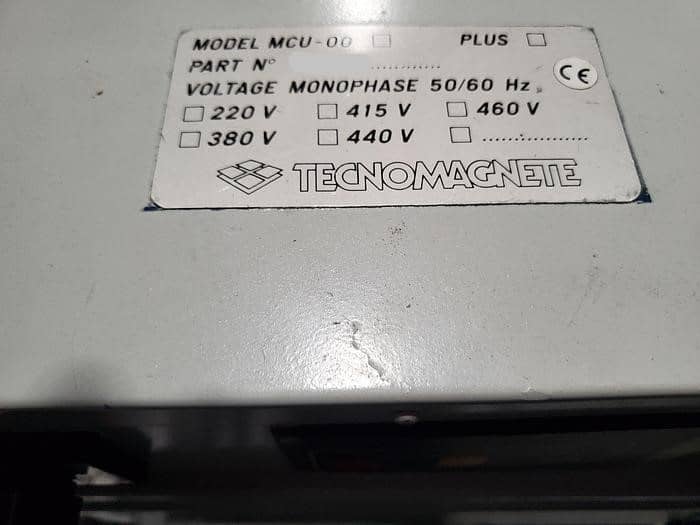 MODEL MCU-00 ☐ PLUS ☐
PART N° ............
VOLTAGE MONOPHASE 50/60 Hz
CE
☐ 220 V ☐ 415 V ☐ 460 V
☐ 380 V ☐ 440 V ☐ .................
TECNOMAGNETE